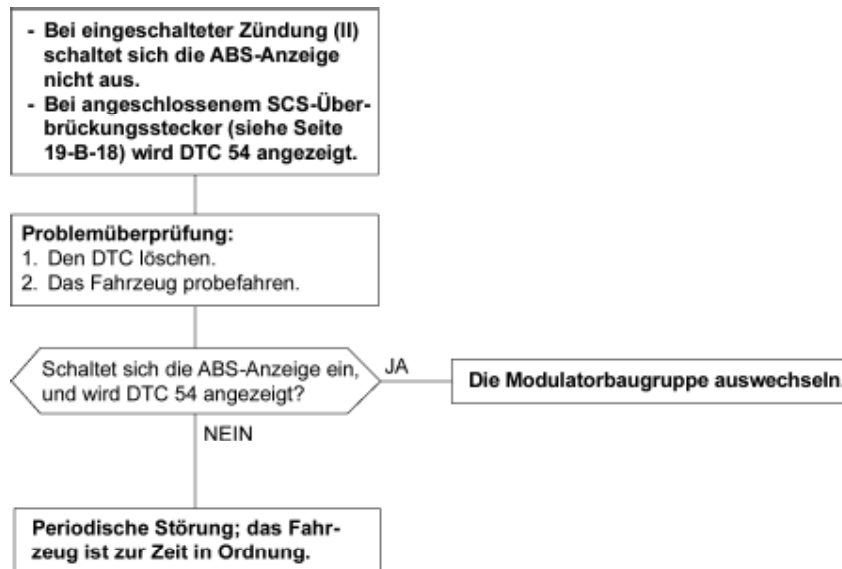 - Bei eingeschalteter Zündung (II)
schaltet sich die ABS-Anzeige
nicht aus.
- Bei angeschlossenem SCS-Über-
brückungsstecker (siehe Seite
19-B-18) wird DTC 54 angezeigt.
Problemüberprüfung:
1. Den DTC löschen.
2. Das Fahrzeug probefahren.
Schaltet sich die ABS-Anzeige ein,
und wird DTC 54 angezeigt?
JA
Die Modulatorbaugruppe auswechseln.
NEIN
Periodische Störung; das Fahr-
zeug ist zur Zeit in Ordnung.